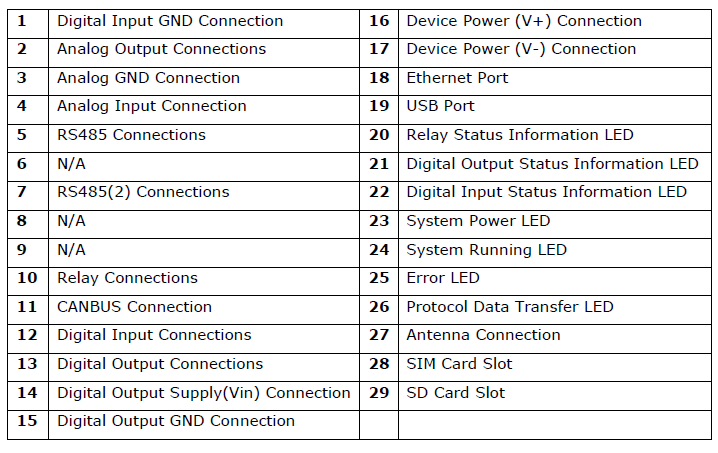 1 Digital Input GND Connection 16 Device Power (V+) Connection
2 Analog Output Connections 17 Device Power (V-) Connection
3 Analog GND Connection 18 Ethernet Port
4 Analog Input Connection 19 USB Port
5 RS485 Connections 20 Relay Status Information LED
6 N/A 21 Digital Output Status Information LED
7 RS485(2) Connections 22 Digital Input Status Information LED
8 N/A 23 System Power LED
9 N/A 24 System Running LED
10 Relay Connections 25 Error LED
11 CANBUS Connection 26 Protocol Data Transfer LED
12 Digital Input Connections 27 Antenna Connection
13 Digital Output Connections 28 SIM Card Slot
14 Digital Output Supply(Vin) Connection 29 SD Card Slot
15 Digital Output GND Connection